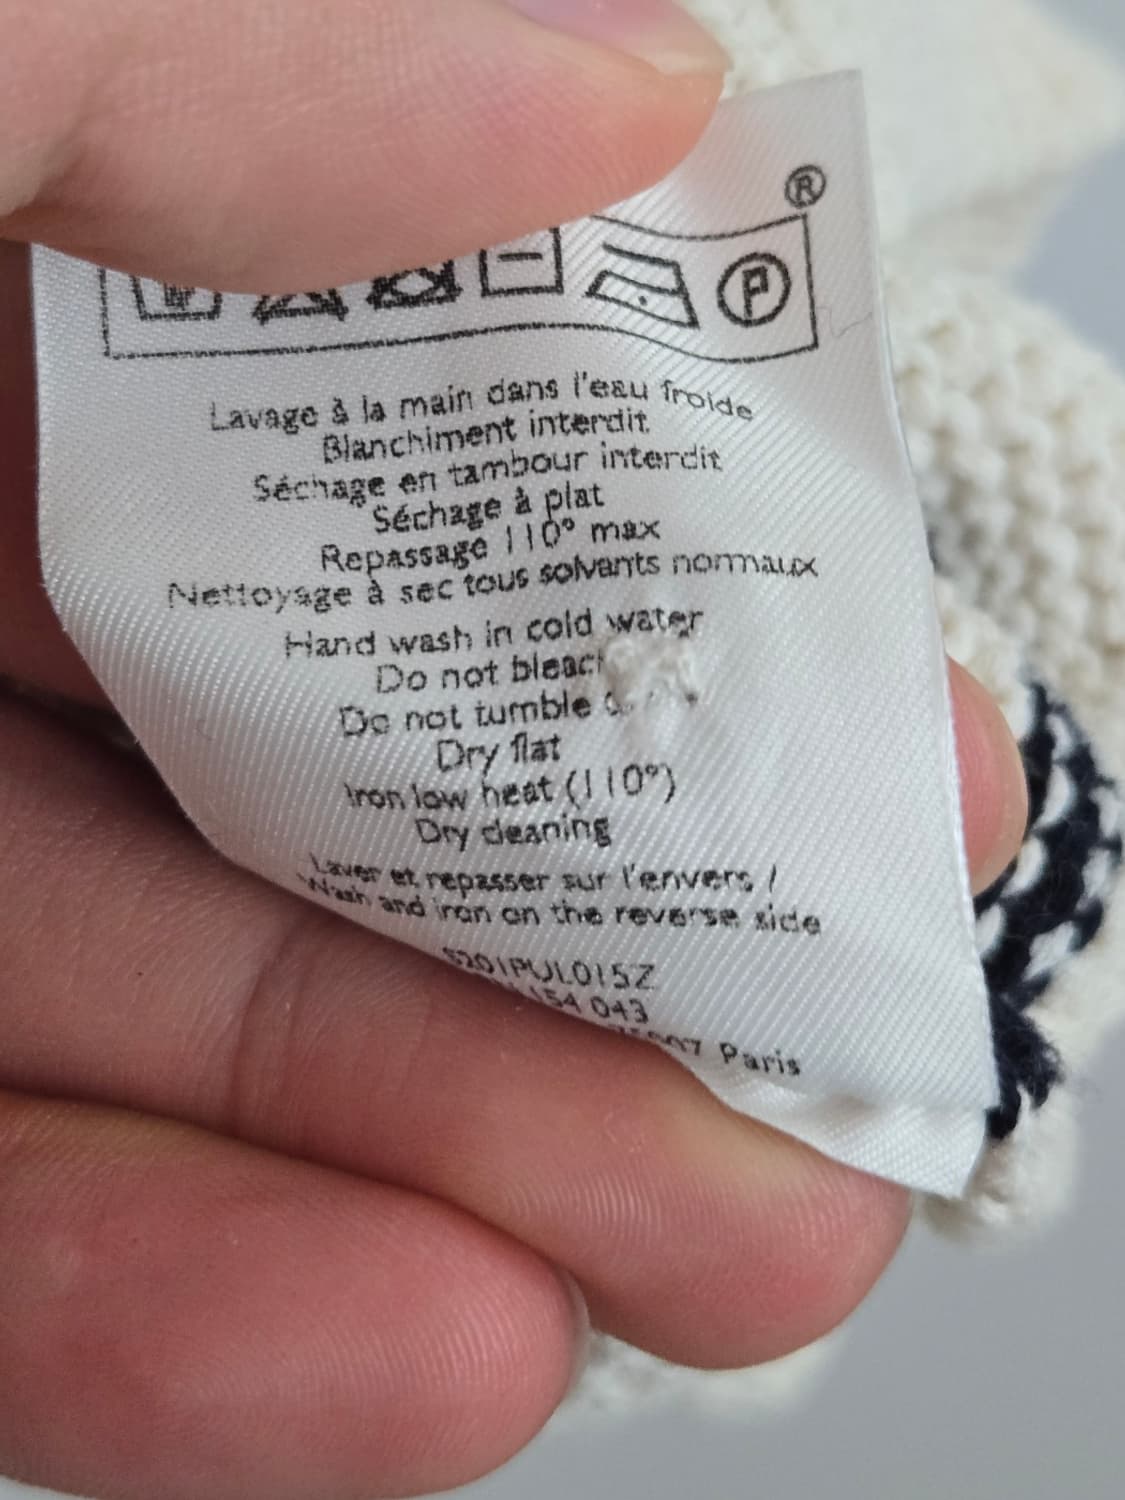 ®
P
Lavage à la main dans l'eau froide
Blanchiment interdit
Séchage en tambour interdit
Séchage à plat
Repassage 110° max
Nettoyage à sec tous solvants normaux
Hand wash in cold water
Do not bleach
Do not tumble
Dry flat
Iron low heat (110°)
Dry cleaning
Laver et repasser sur l'envers /
Wash and iron on the reverse side
S201PUL015Z
154 043
75007 Paris